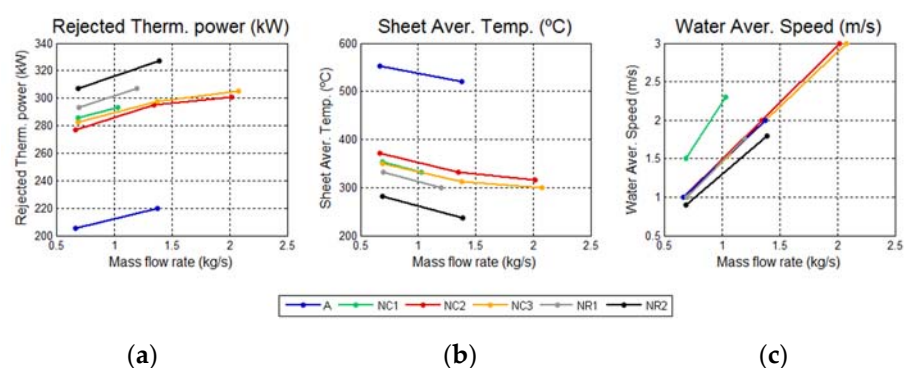 Rejected Therm. power (kW)
Rejected Therm. power (kW)
340
320
300
280
260
240
220
200
0.5 1 1.5 2 2.5
Mass flow rate (kg/s)
Sheet Aver. Temp. (ºC)
Sheet Aver. Temp. (ºC)
600
500
400
300
200
0.5 1 1.5 2 2.5
Mass flow rate (kg/s)
Water Aver. Speed (m/s)
Water Aver. Speed (m/s)
3
2.5
2
1.5
1
0.5
0.5 1 1.5 2 2.5
Mass flow rate (kg/s)
A NC1 NC2 NC3 NR1 NR2
(a) (b) (c)